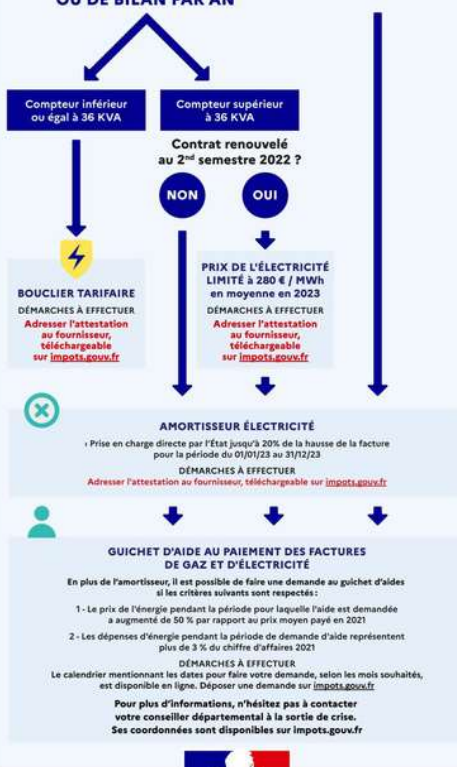 OU DE BILAN PAR AN
Compteur inférieur
ou égal à 36 KVA
Compteur supérieur
à 36 KVA
Contrat renouvelé
au 2nd semestre 2022 ?
NON
OUI
BOUCLIER TARIFAIRE
DÉMARCHES À EFFECTUER
Adresser l'attestation
au fournisseur,
téléchargeable
sur impots.gouv.fr
PRIX DE L'ÉLECTRICITÉ
LIMITÉ à 280 € / MWh
en moyenne en 2023
DÉMARCHES À EFFECTUER
Adresser l'attestation
au fournisseur,
téléchargeable
sur impots.gouv.fr
AMORTISSEUR ÉLECTRICITÉ
› Prise en charge directe par l'État jusqu'à 20% de la hausse de la facture
pour la période du 01/01/23 au 31/12/23
DÉMARCHES À EFFECTUER
Adresser l'attestation au fournisseur, téléchargeable sur impots.gouv.fr
GUICHET D'AIDE AU PAIEMENT DES FACTURES
DE GAZ ET D'ÉLECTRICITÉ
En plus de l'amortisseur, il est possible de faire une demande au guichet d'aides
si les critères suivants sont respectés :
1 - Le prix de l'énergie pendant la période pour laquelle l'aide est demandée
a augmenté de 50 % par rapport au prix moyen payé en 2021
2 - Les dépenses d'énergie pendant la période de demande d'aide représentent
plus de 3 % du chiffre d'affaires 2021
DÉMARCHES À EFFECTUER
Le calendrier mentionnant les dates pour faire votre demande, selon les mois souhaités,
est disponible en ligne. Déposer une demande sur impots.gouv.fr
Pour plus d'informations, n'hésitez pas à contacter
votre conseiller départemental à la sortie de crise.
Ses coordonnées sont disponibles sur impots.gouv.fr